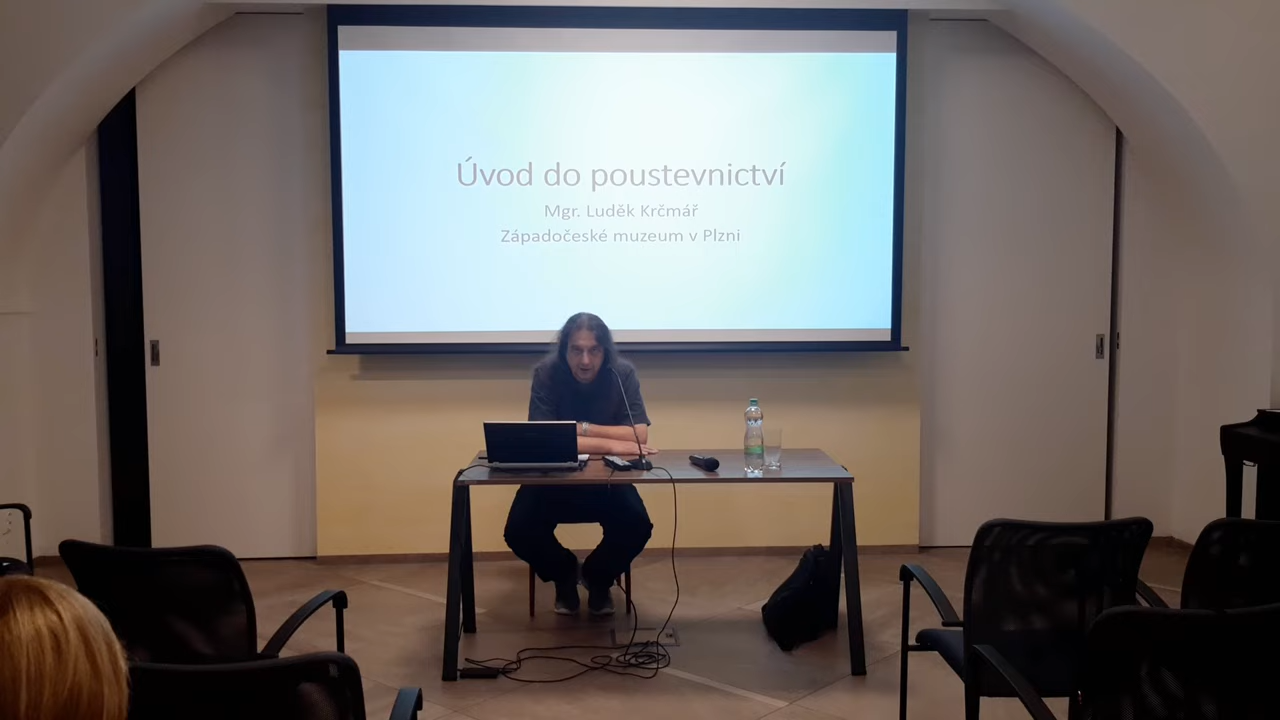 Úvod do poustevnictví
Mgr. Luděk Krčmář
Západočeské muzeum v Plzni